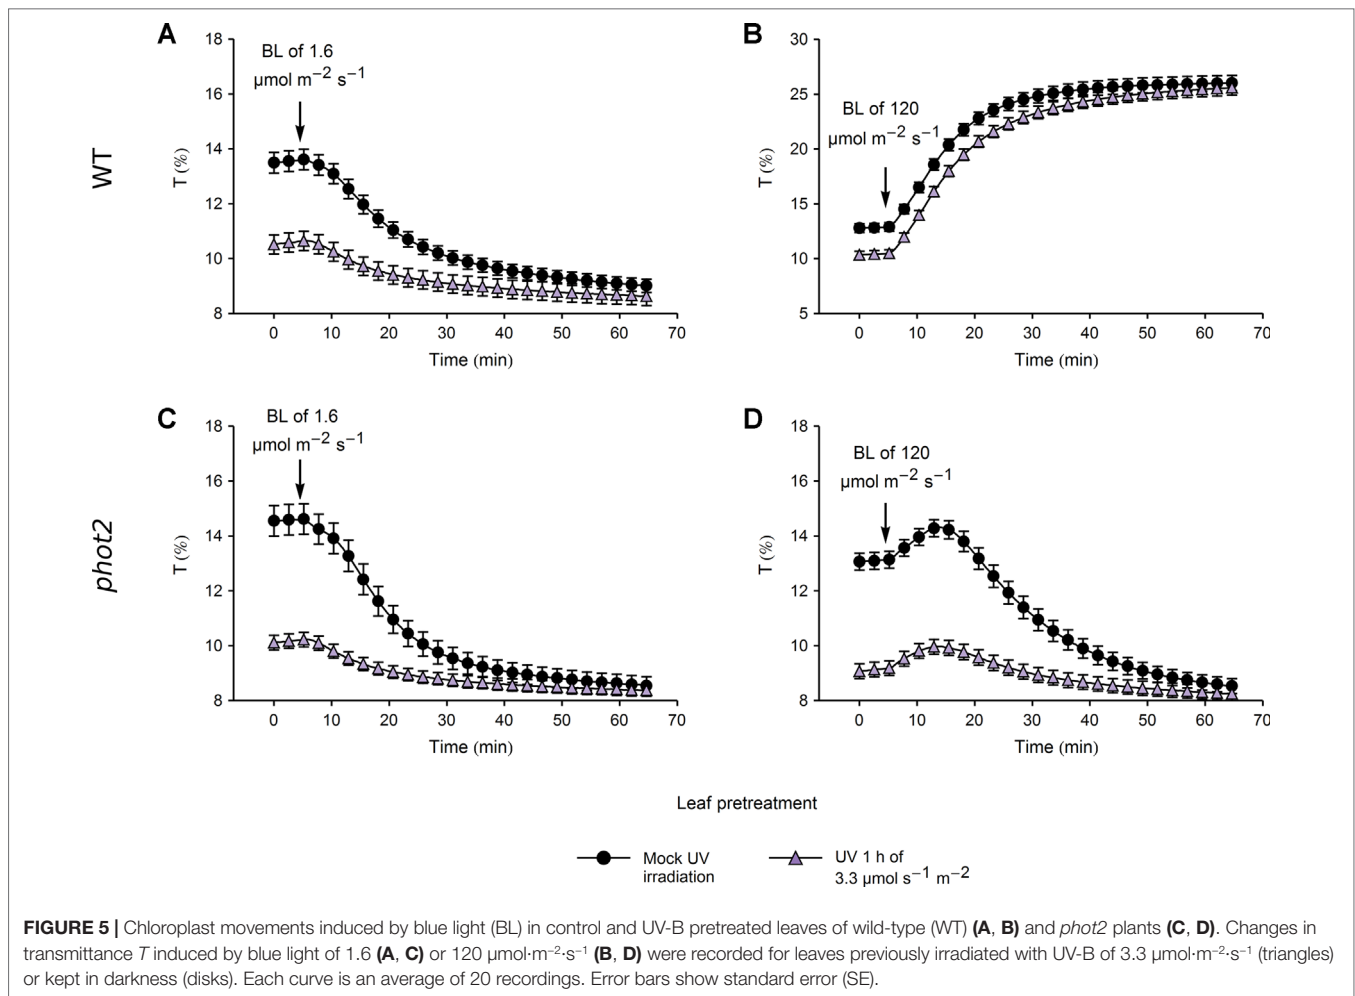 A
BL of 1.6
µmol m−2 s−1
18
16
14
12
10
8
T (%)
0 10 20 30 40 50 60 70
Time (min)
WT
B
BL of 120
µmol m−2 s−1
30
25
20
15
10
5
T (%)
0 10 20 30 40 50 60 70
Time (min)
C
BL of 1.6
µmol m−2 s−1
18
16
14
12
10
8
T (%)
0 10 20 30 40 50 60 70
Time (min)
phot2
D
BL of 120
µmol m−2 s−1
18
16
14
12
10
8
T (%)
0 10 20 30 40 50 60 70
Time (min)
Leaf pretreatment
Mock UV
irradiation
UV 1 h of
3.3 µmol s−1 m−2
FIGURE 5 | Chloroplast movements induced by blue light (BL) in control and UV-B pretreated leaves of wild-type (WT) (A, B) and phot2 plants (C, D). Changes in
transmittance T induced by blue light of 1.6 (A, C) or 120 µmol·m−2·s−1 (B, D) were recorded for leaves previously irradiated with UV-B of 3.3 µmol·m−2·s−1 (triangles)
or kept in darkness (disks). Each curve is an average of 20 recordings. Error bars show standard error (SE).